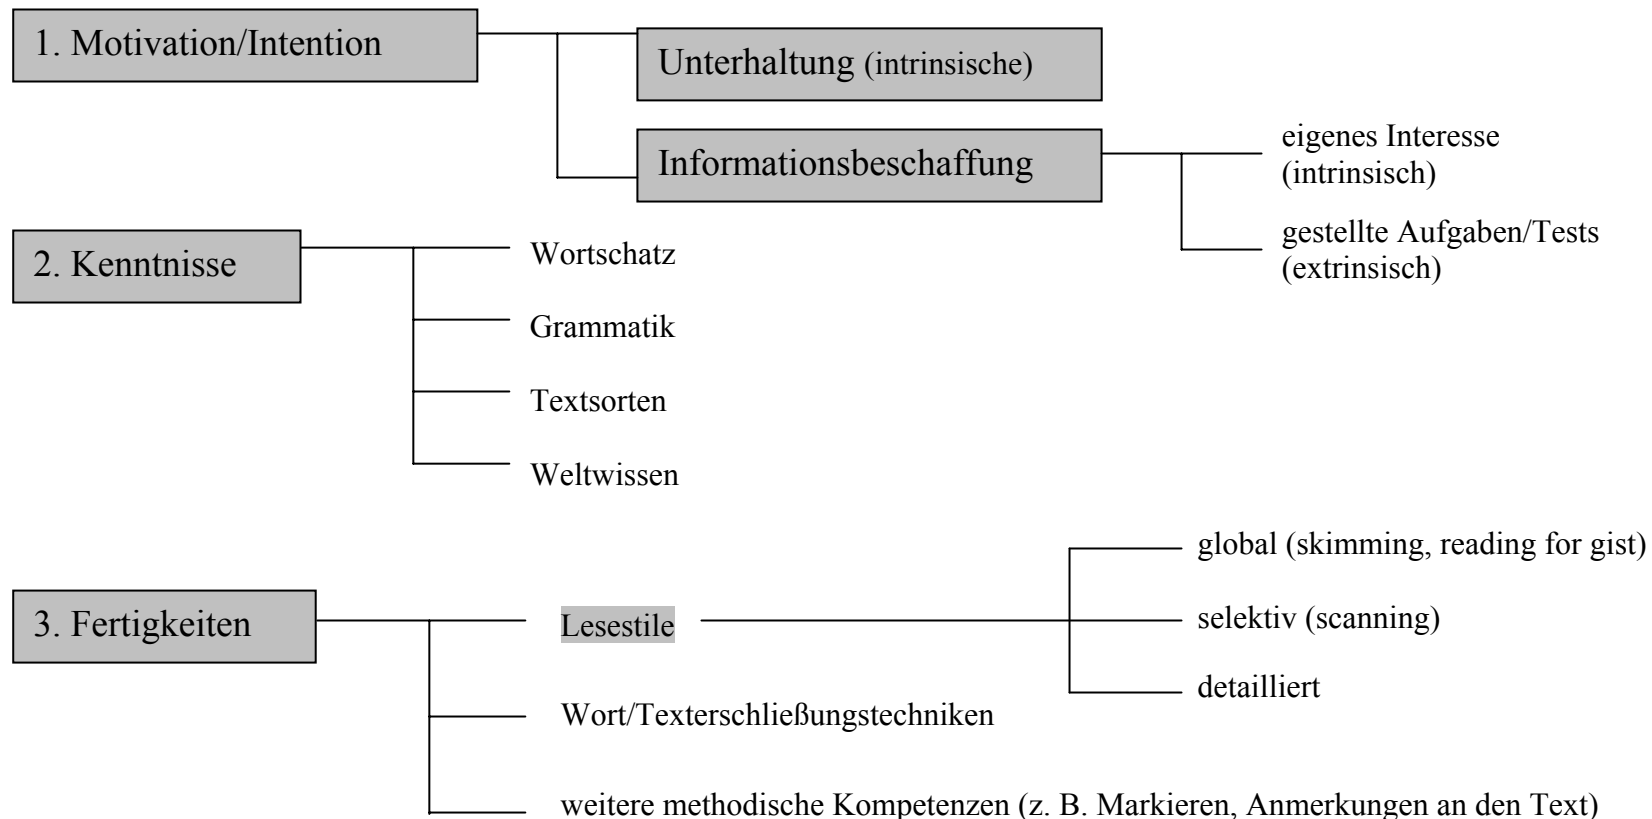 1. Motivation/Intention
Unterhaltung (intrinsische)
Informationsbeschaffung
eigenes Interesse
(intrinsisch)
gestellte Aufgaben/Tests
(extrinsisch)
2. Kenntnisse
Wortschatz
Grammatik
Textsorten
Weltwissen
3. Fertigkeiten
Lesestile
global (skimming, reading for gist)
selektiv (scanning)
detailliert
Wort/Texterschließungstechniken
weitere methodische Kompetenzen (z. B. Markieren, Anmerkungen an den Text)